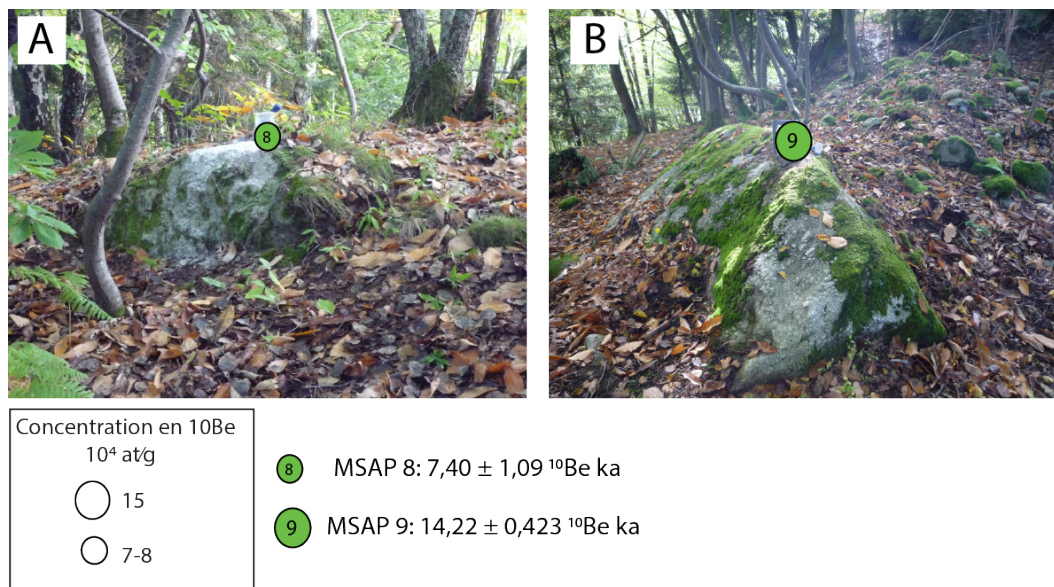 A
B
8
9
Concentration en 10Be
10⁴ at/g
15
7-8
8 MSAP 8: 7,40 ± 1,09 ¹⁰Be ka
9 MSAP 9: 14,22 ± 0,423 ¹⁰Be ka